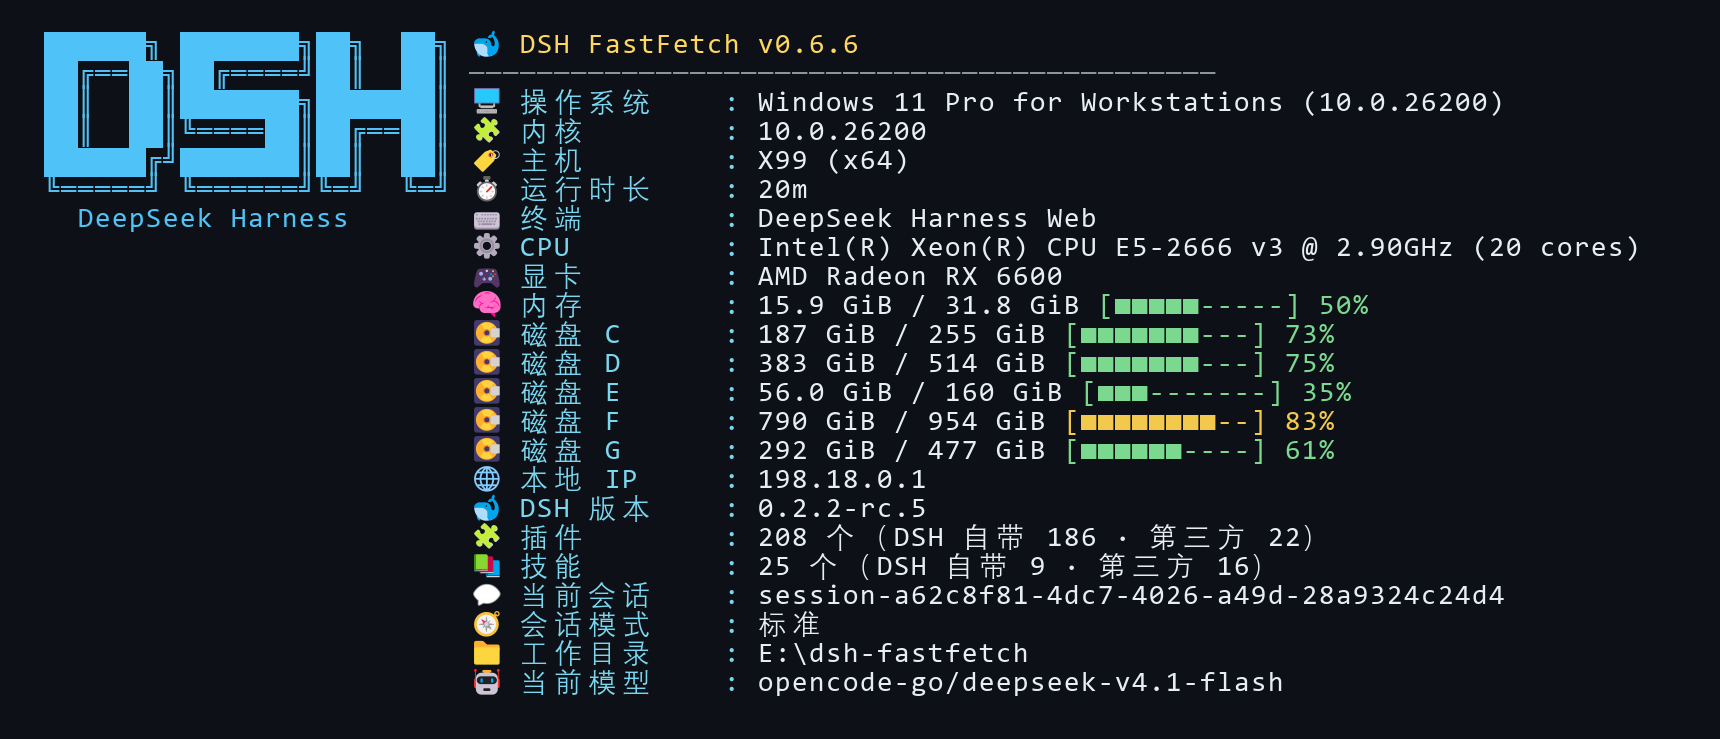 DSH
DeepSeek Harness
DSH FastFetch v0.6.6
操作系统 : Windows 11 Pro for Workstations (10.0.26200)
内核 : 10.0.26200
主机 : X99 (x64)
运行时长 : 20m
终端 : DeepSeek Harness Web
CPU : Intel(R) Xeon(R) CPU E5-2666 v3 @ 2.90GHz (20 cores)
显卡 : AMD Radeon RX 6600
内存 : 15.9 GiB / 31.8 GiB [■■■■■-----] 50%
磁盘 C : 187 GiB / 255 GiB [■■■■■■■---] 73%
磁盘 D : 383 GiB / 514 GiB [■■■■■■■---] 75%
磁盘 E : 56.0 GiB / 160 GiB [■■■-------] 35%
磁盘 F : 790 GiB / 954 GiB [■■■■■■■■--] 83%
磁盘 G : 292 GiB / 477 GiB [■■■■■■----] 61%
本地 IP : 198.18.0.1
DSH 版本 : 0.2.2-rc.5
插件 : 208 个（DSH 自带 186 · 第三方 22）
技能 : 25 个（DSH 自带 9 · 第三方 16）
当前会话 : session-a62c8f81-4dc7-4026-a49d-28a9324c24d4
会话模式 : 标准
工作目录 : E:\dsh-fastfetch
当前模型 : opencode-go/deepseek-v4.1-flash